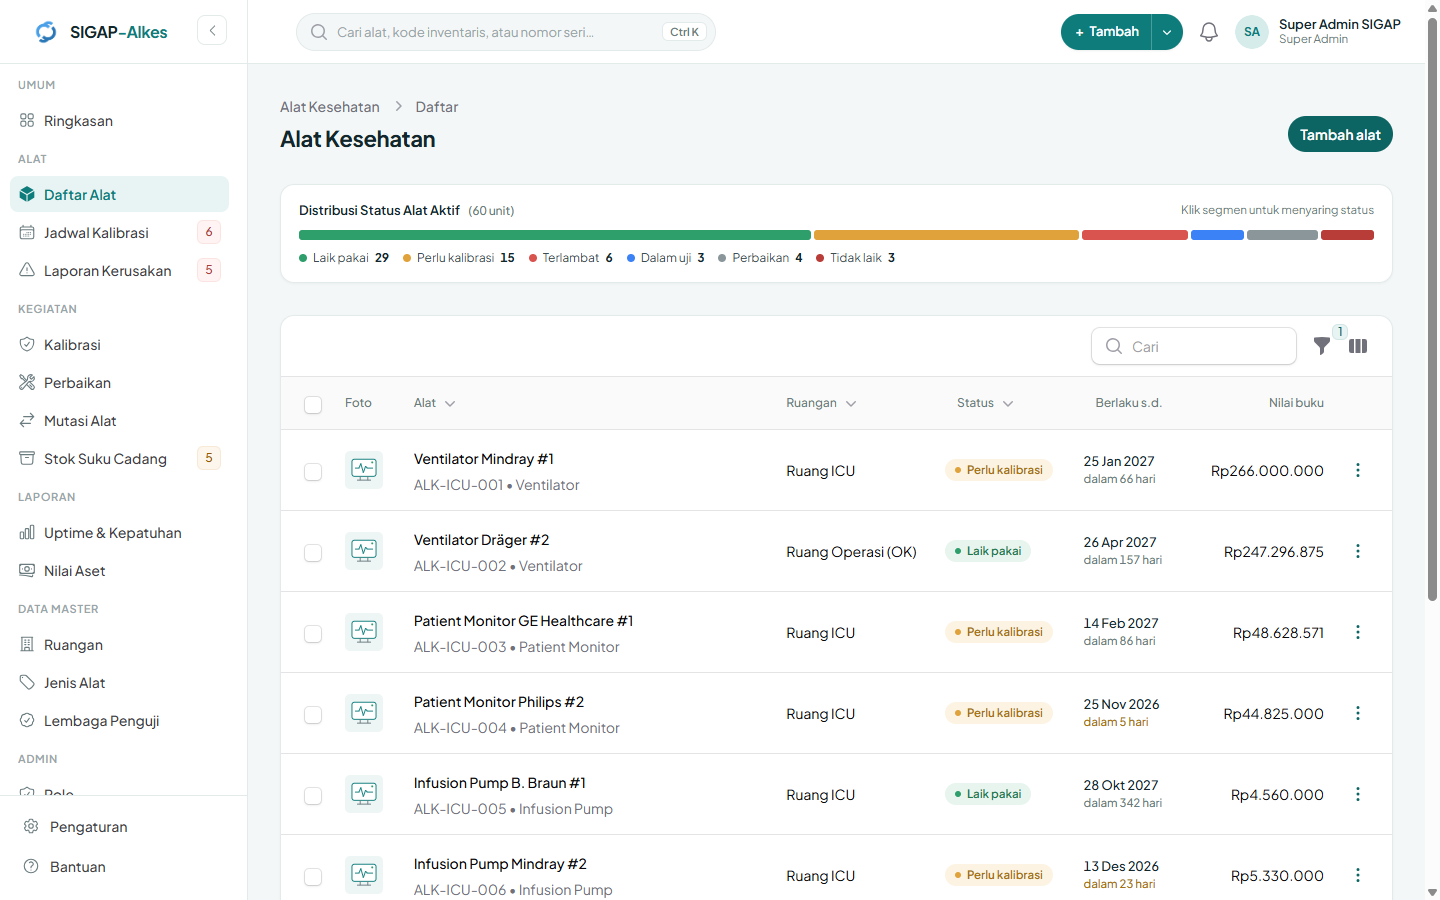 SIGAP-Alkes
Cari alat, kode inventaris, atau nomor seri...
Ctrl K
+ Tambah
SA
Super Admin SIGAP
Super Admin
UMUM
Ringkasan
ALAT
Daftar Alat
Jadwal Kalibrasi 6
Laporan Kerusakan 5
KEGIATAN
Kalibrasi
Perbaikan
Mutasi Alat
Stok Suku Cadang 5
LAPORAN
Uptime & Kepatuhan
Nilai Aset
DATA MASTER
Ruangan
Jenis Alat
Lembaga Penguji
ADMIN
Pengaturan
Bantuan
Alat Kesehatan > Daftar
Alat Kesehatan
Tambah alat
Distribusi Status Alat Aktif (60 unit)
Klik segmen untuk menyaring status
Laik pakai 29 Perlu kalibrasi 15 Terlambat 6 Dalam uji 3 Perbaikan 4 Tidak laik 3
Cari
1
Foto Alat Ruangan Status Berlaku s.d. Nilai buku
Ventilator Mindray #1
ALK-ICU-001 • Ventilator
Ruang ICU
Perlu kalibrasi
25 Jan 2027
dalam 66 hari
Rp266.000.000
Ventilator Dräger #2
ALK-ICU-002 • Ventilator
Ruang Operasi (OK)
Laik pakai
26 Apr 2027
dalam 157 hari
Rp247.296.875
Patient Monitor GE Healthcare #1
ALK-ICU-003 • Patient Monitor
Ruang ICU
Perlu kalibrasi
14 Feb 2027
dalam 86 hari
Rp48.628.571
Patient Monitor Philips #2
ALK-ICU-004 • Patient Monitor
Ruang ICU
Perlu kalibrasi
25 Nov 2026
dalam 5 hari
Rp44.825.000
Infusion Pump B. Braun #1
ALK-ICU-005 • Infusion Pump
Ruang ICU
Laik pakai
28 Okt 2027
dalam 342 hari
Rp4.560.000
Infusion Pump Mindray #2
ALK-ICU-006 • Infusion Pump
Ruang ICU
Perlu kalibrasi
13 Des 2026
dalam 23 hari
Rp5.330.000